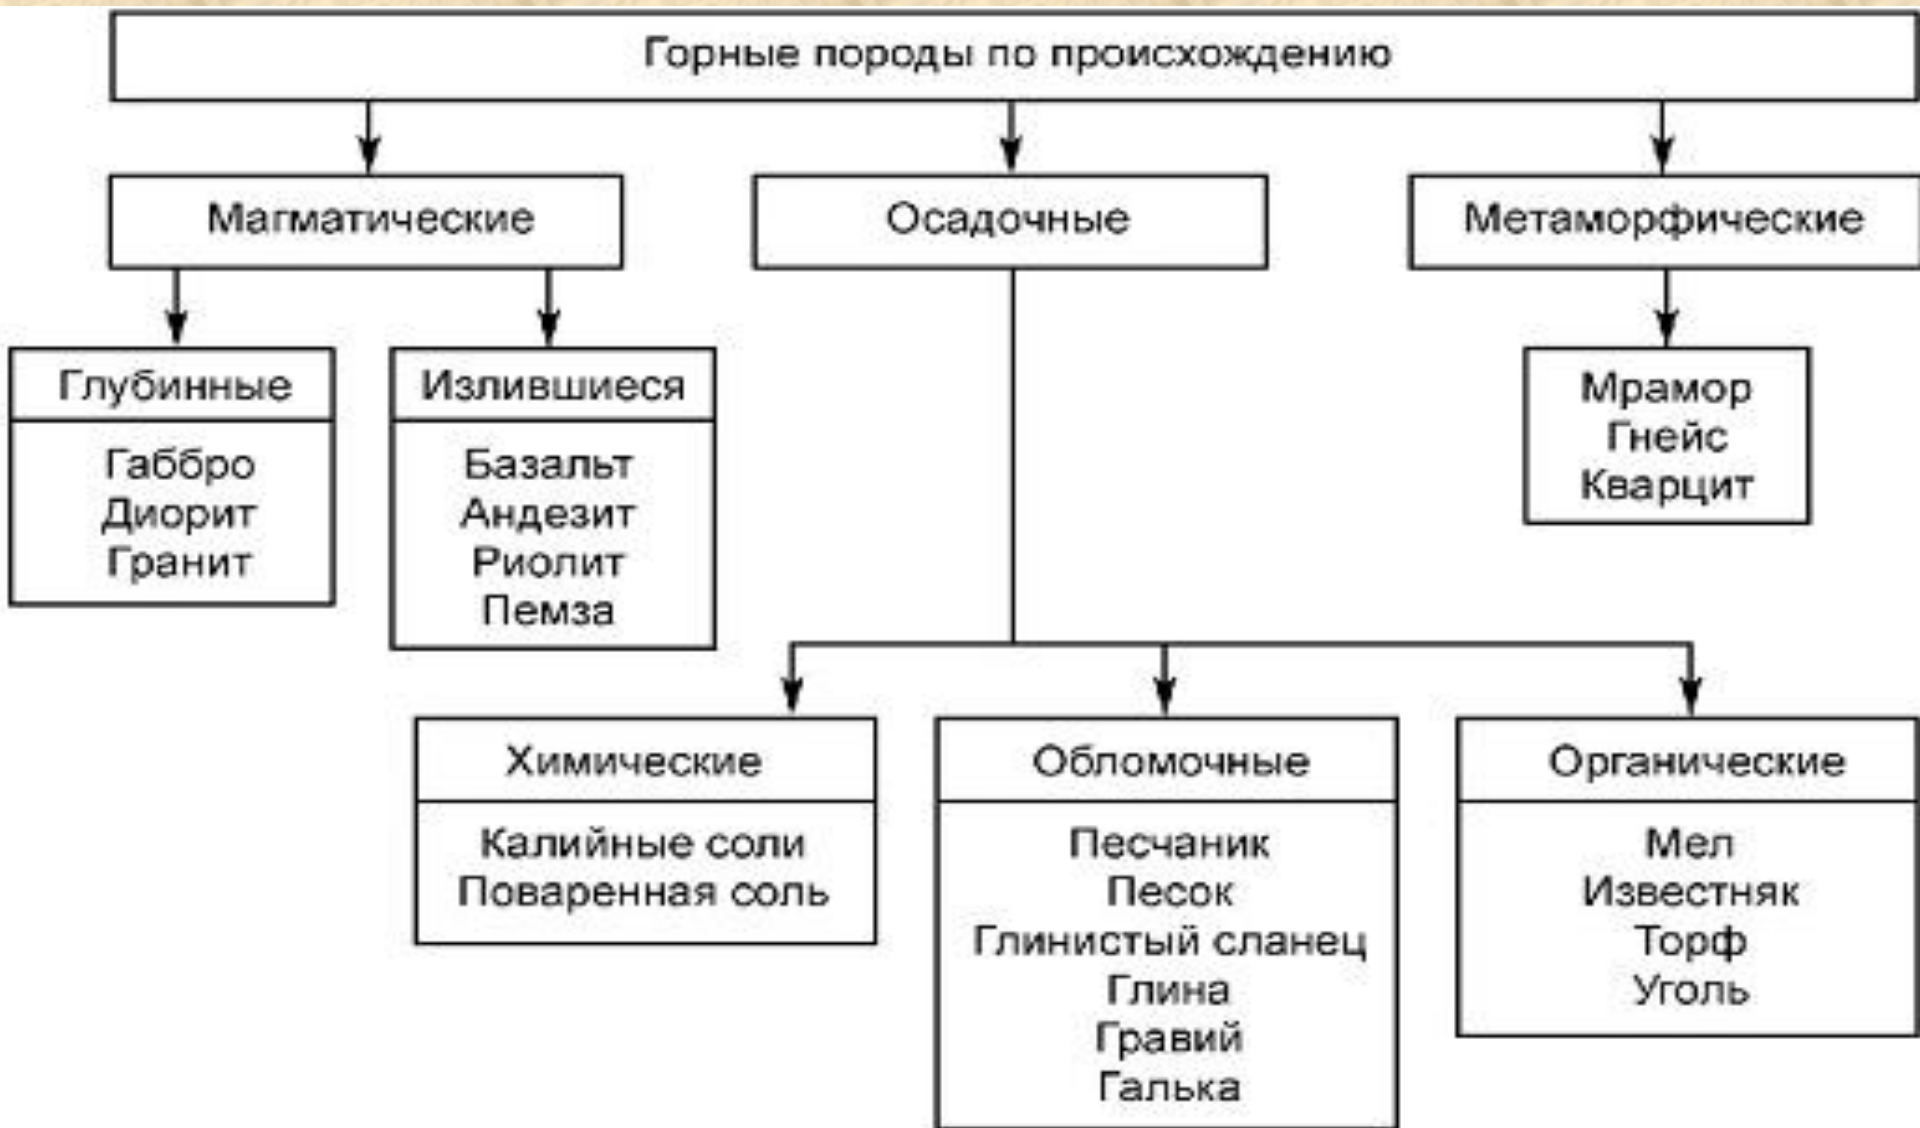 Горные породы по происхождению
Магматические
Осадочные
Метаморфические
Глубинные
Габбро
Диорит
Гранит
Излившиеся
Базальт
Андезит
Риолит
Пемза
Мрамор
Гнейс
Кварцит
Химические
Калийные соли
Поваренная соль
Обломочные
Песчаник
Песок
Глинистый сланец
Глина
Гравий
Галька
Органические
Мел
Известняк
Торф
Уголь